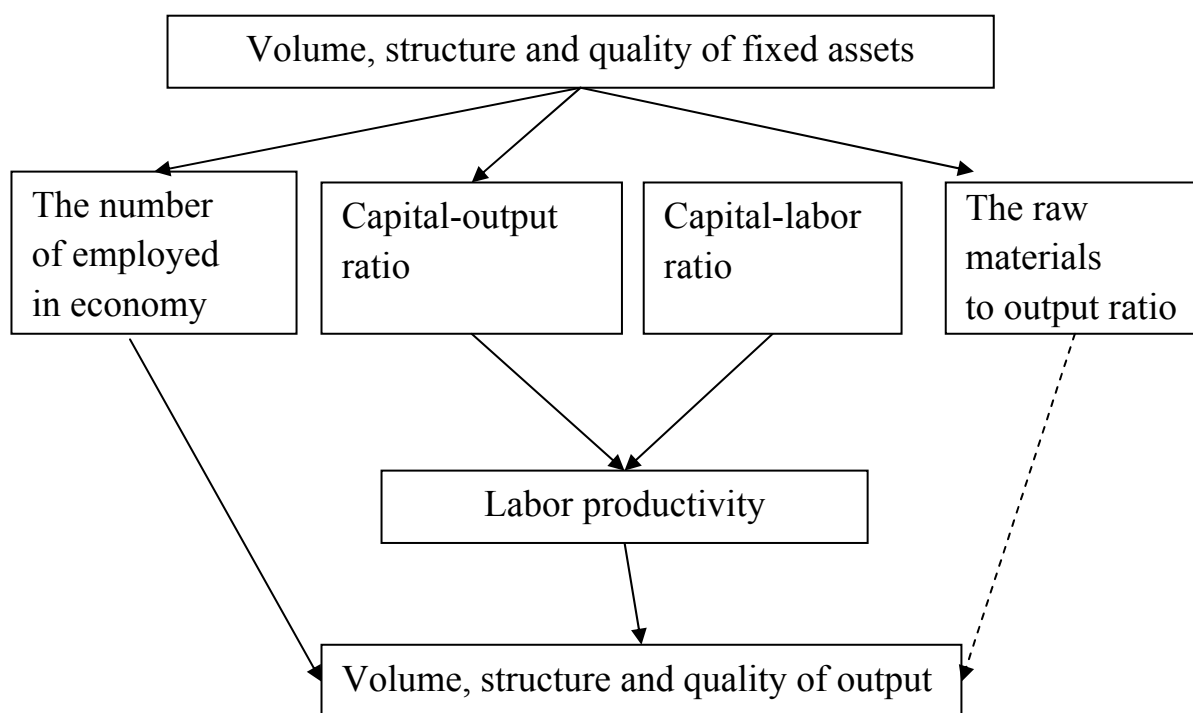 Volume, structure and quality of fixed assets
The number
of employed
in economy
Capital-output
ratio
Capital-labor
ratio
The raw
materials
to output ratio
Labor productivity
Volume, structure and quality of output